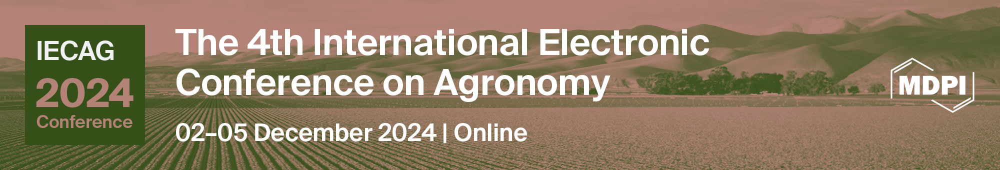 IECAG
2024
Conference
The 4th International Electronic
Conference on Agronomy
02–05 December 2024 | Online
MDPI